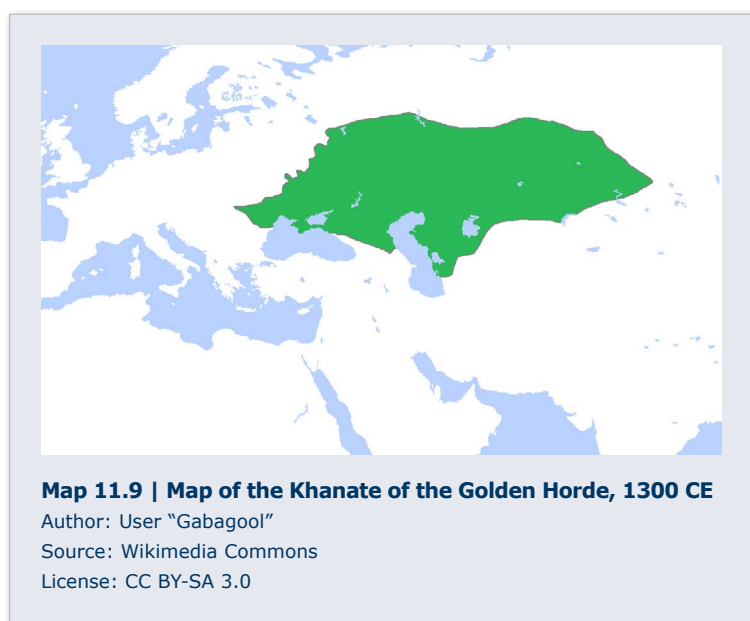 Map 11.9 | Map of the Khanate of the Golden Horde, 1300 CE
Author: User “Gabagool”
Source: Wikimedia Commons
License: CC BY-SA 3.0